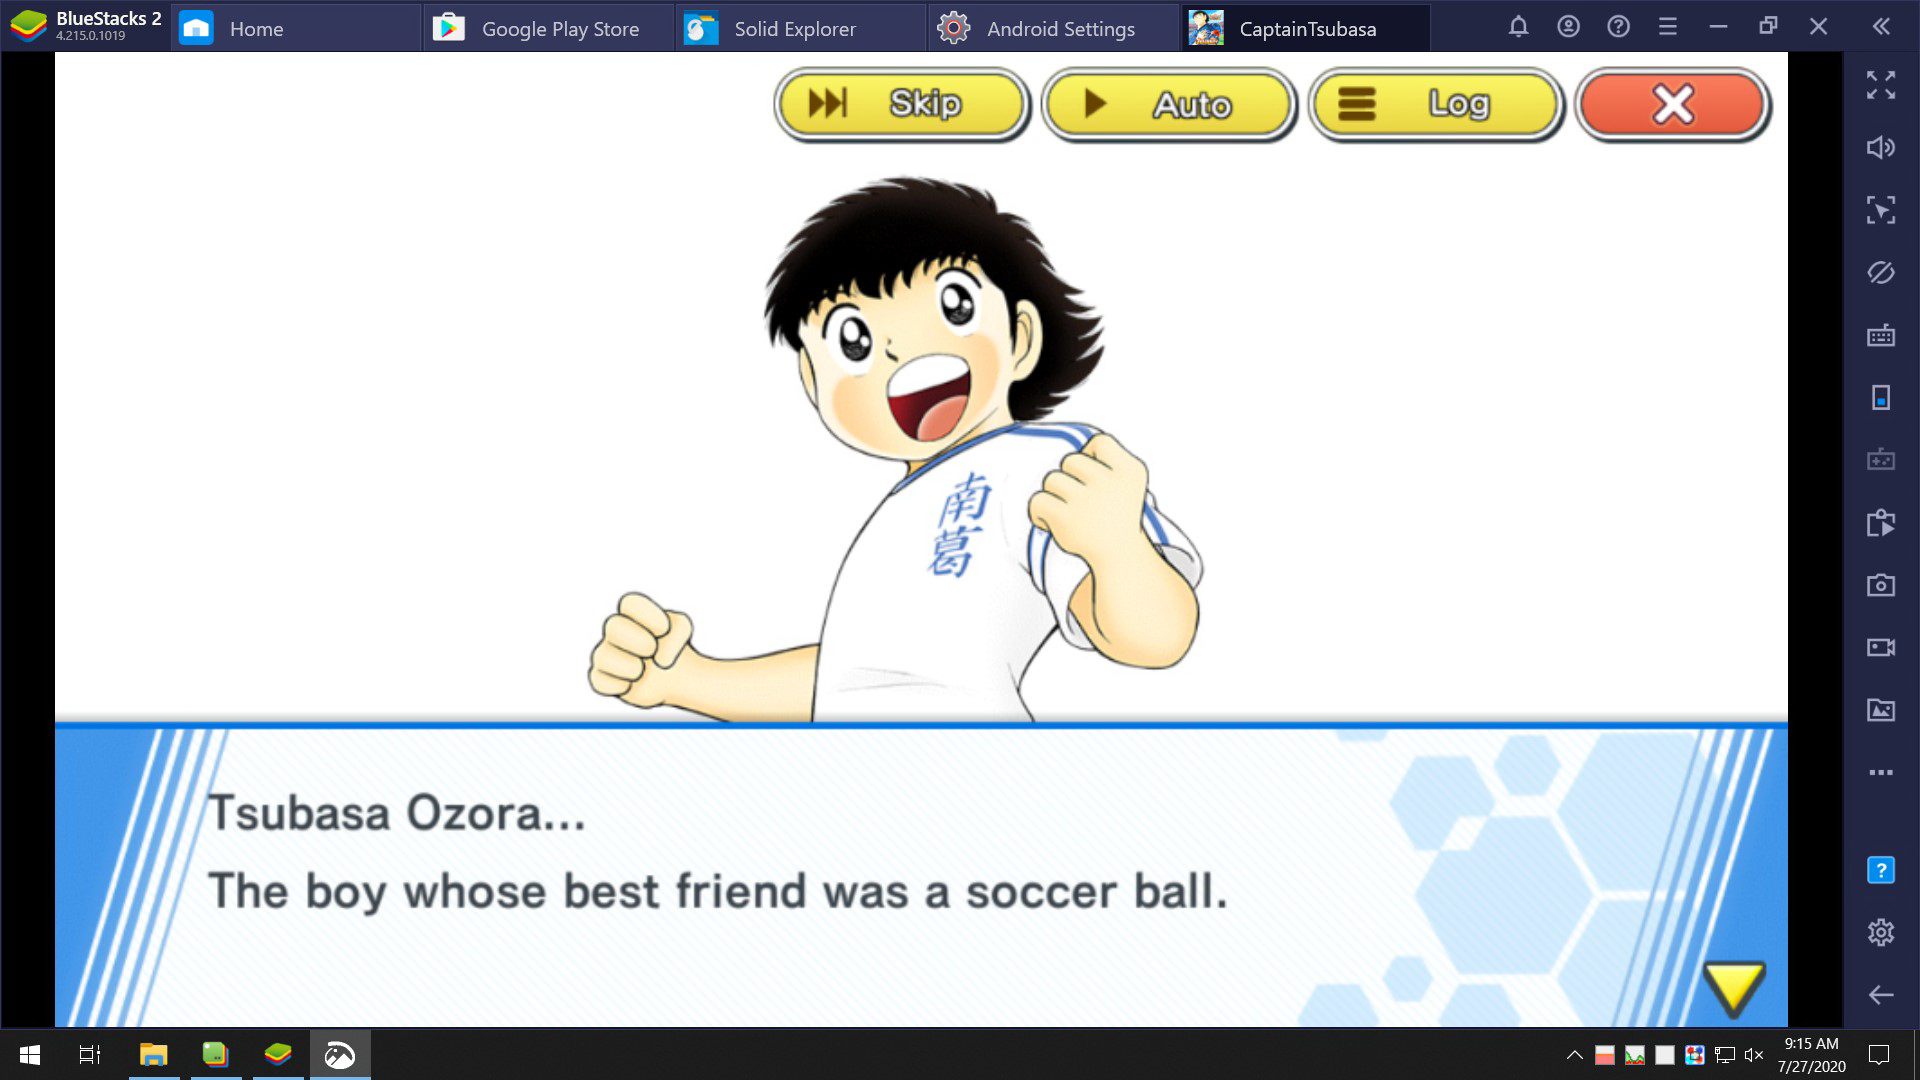 BlueStacks 2
4.215.0.1019
Home
Google Play Store
Solid Explorer
Android Settings
CaptainTsubasa
Skip
Auto
Log
南葛
Tsubasa Ozora...
The boy whose best friend was a soccer ball.
9:15 AM
7/27/2020